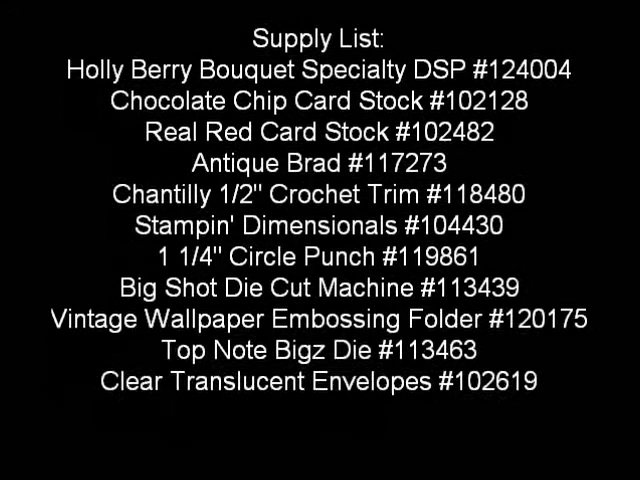 Supply List:
Holly Berry Bouquet Specialty DSP #124004
Chocolate Chip Card Stock #102128
Real Red Card Stock #102482
Antique Brad #117273
Chantilly 1/2" Crochet Trim #118480
Stampin' Dimensionals #104430
1 1/4" Circle Punch #119861
Big Shot Die Cut Machine #113439
Vintage Wallpaper Embossing Folder #120175
Top Note Bigz Die #113463
Clear Translucent Envelopes #102619